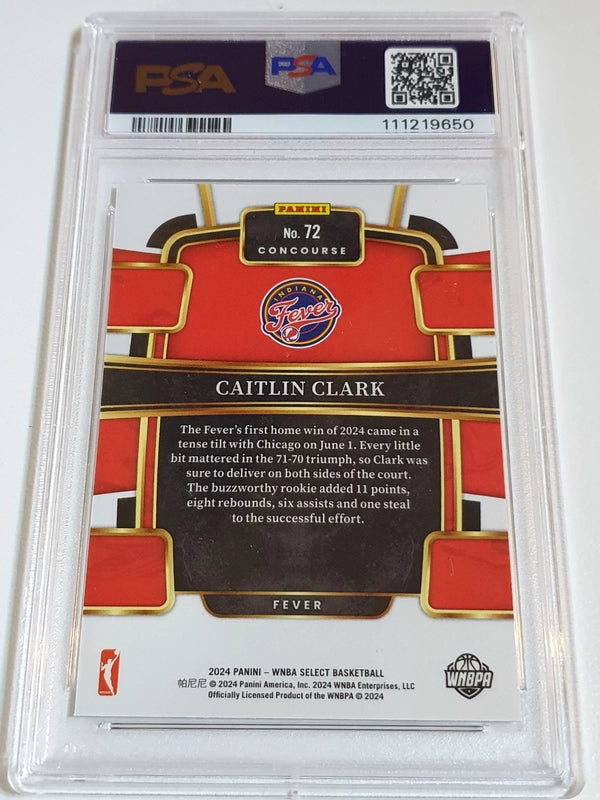 PSA PSA
111219650
PANINI
No. 72
CONCOURSE
INDIANA
Fever
CAITLIN CLARK
The Fever's first home win of 2024 came in a
tense tilt with Chicago on June 1. Every little
bit mattered in the 71-70 triumph, so Clark was
sure to deliver on both sides of the court.
The buzzworthy rookie added 11 points,
eight rebounds, six assists and one steal
to the successful effort.
FEVER
2024 PANINI – WNBA SELECT BASKETBALL
帕尼尼 © 2024 Panini America, Inc. 2024 WNBA Enterprises, LLC
Officially Licensed Product of the WNBPA © 2024
WNBPA